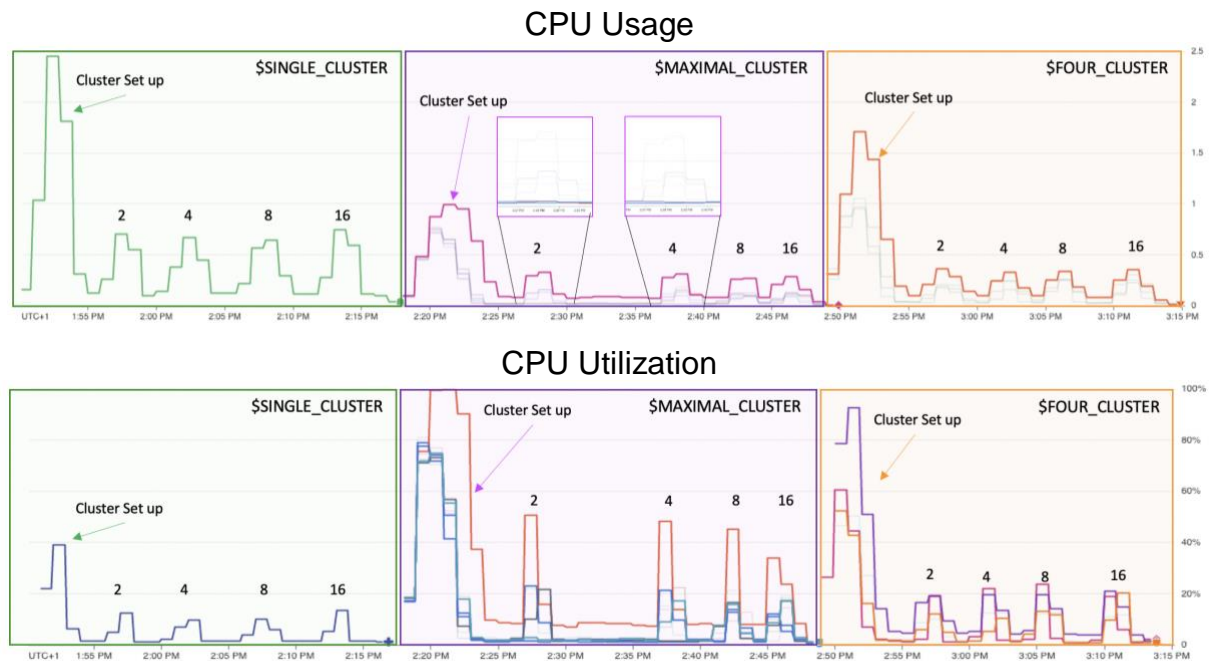 CPU Usage
$SINGLE_CLUSTER
$MAXIMAL_CLUSTER
$FOUR_CLUSTER
2.5
Cluster Set up
Cluster Set up
Cluster Set up
2
1.5
2
4
8
16
2
4
8
16
2
4
8
16
1
0.5
0
UTC+1
1:55 PM
2:00 PM
2:05 PM
2:10 PM
2:15 PM
2:20 PM
2:25 PM
2:30 PM
2:35 PM
2:40 PM
2:45 PM
2:50 PM
2:55 PM
3:00 PM
3:05 PM
3:10 PM
3:15 PM
CPU Utilization
$SINGLE_CLUSTER
$MAXIMAL_CLUSTER
$FOUR_CLUSTER
100%
Cluster Set up
Cluster Set up
Cluster Set up
80%
60%
40%
20%
0
2
4
8
16
2
4
8
16
2
4
8
16
UTC+1
1:55 PM
2:00 PM
2:05 PM
2:10 PM
2:15 PM
2:20 PM
2:25 PM
2:30 PM
2:35 PM
2:40 PM
2:45 PM
2:50 PM
2:55 PM
3:00 PM
3:05 PM
3:10 PM
3:15 PM